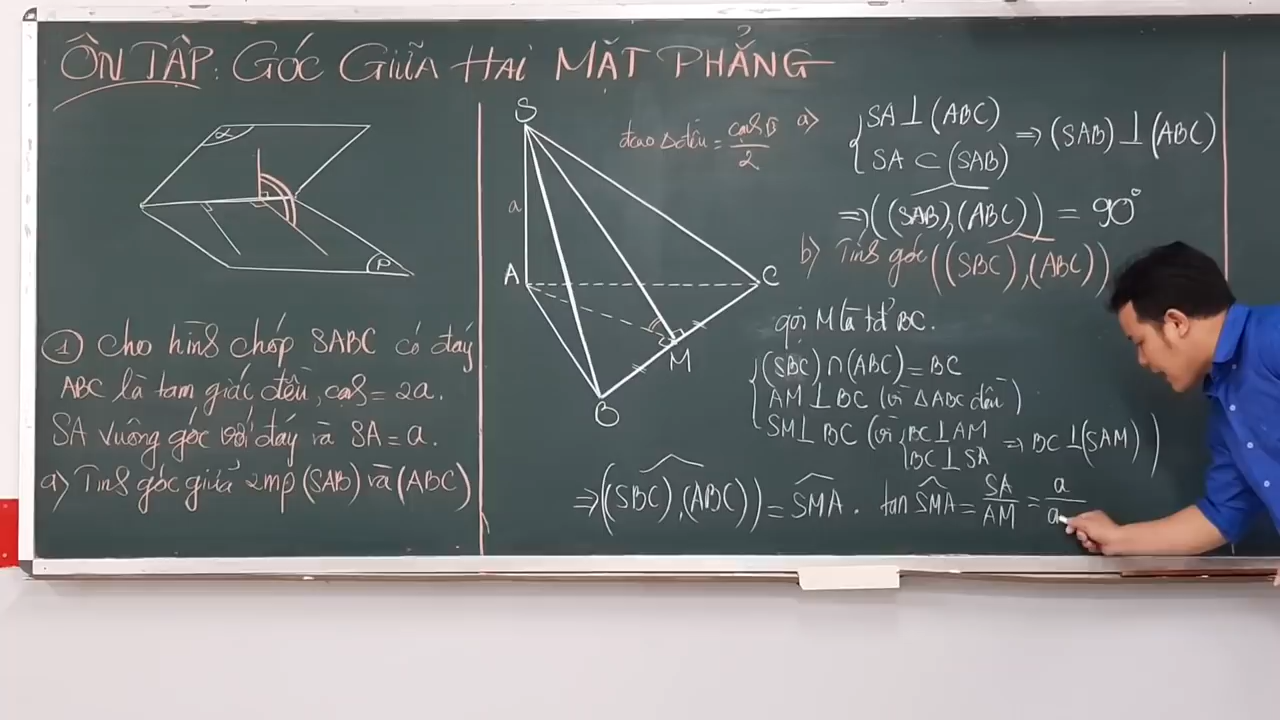 ÔN TẬP: GÓC GIỮA HAI MẶT PHẲNG
α
β
① Cho hình chóp SABC có đáy
ABC là tam giác đều, cạnh = 2a.
SA vuông góc với đáy và SA = a.
a) Tính góc giữa 2mp (SAB) và (ABC)
S
a
A
B
C
M
đcao Δ đều = cạnh √3 / 2
a) { SA ⊥ (ABC)
SA ⊂ (SAB) ⇒ (SAB) ⊥ (ABC)
⇒ ((SAB), (ABC)) = 90°
b) Tính góc ((SBC), (ABC))
gọi M là tđ BC.
{ (SBC) ∩ (ABC) = BC
AM ⊥ BC (vì Δ ABC đều)
SM ⊥ BC (vì { BC ⊥ AM
BC ⊥ SA ⇒ BC ⊥ (SAM))
⇒ ((SBC), (ABC)) = SMA. tan SMA = SA / AM = a / a